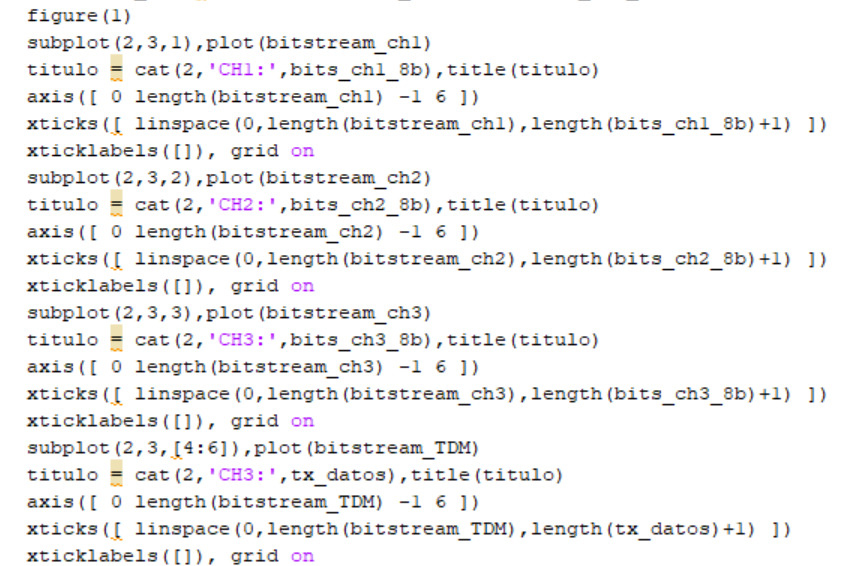 figure(1)
subplot(2,3,1),plot(bitstream_ch1)
titulo = cat(2,'CH1:',bits_ch1_8b),title(titulo)
axis([ 0 length(bitstream_ch1) -1 6 ])
xticks([ linspace(0,length(bitstream_ch1),length(bits_ch1_8b)+1) ])
xticklabels([]), grid on
subplot(2,3,2),plot(bitstream_ch2)
titulo = cat(2,'CH2:',bits_ch2_8b),title(titulo)
axis([ 0 length(bitstream_ch2) -1 6 ])
xticks([ linspace(0,length(bitstream_ch2),length(bits_ch2_8b)+1) ])
xticklabels([]), grid on
subplot(2,3,3),plot(bitstream_ch3)
titulo = cat(2,'CH3:',bits_ch3_8b),title(titulo)
axis([ 0 length(bitstream_ch3) -1 6 ])
xticks([ linspace(0,length(bitstream_ch3),length(bits_ch3_8b)+1) ])
xticklabels([]), grid on
subplot(2,3,[4:6]),plot(bitstream_TDM)
titulo = cat(2,'CH3:',tx_datos),title(titulo)
axis([ 0 length(bitstream_TDM) -1 6 ])
xticks([ linspace(0,length(bitstream_TDM),length(tx_datos)+1) ])
xticklabels([]), grid on